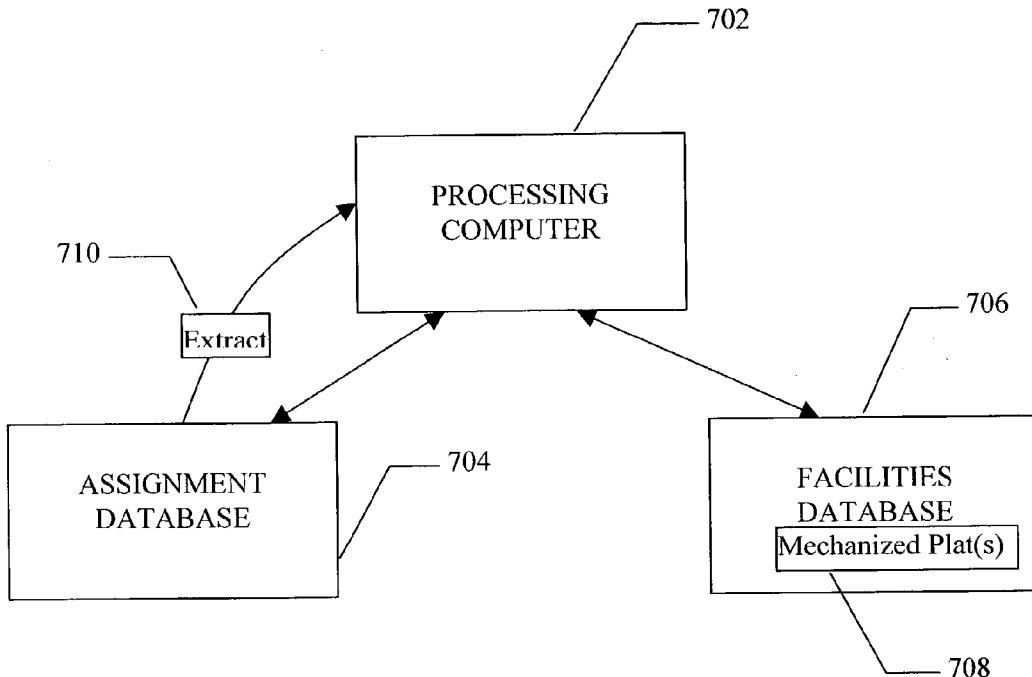 702
PROCESSING
COMPUTER
710
Extract
706
ASSIGNMENT
DATABASE
704
FACILITIES
DATABASE
Mechanized Plat(s)
708